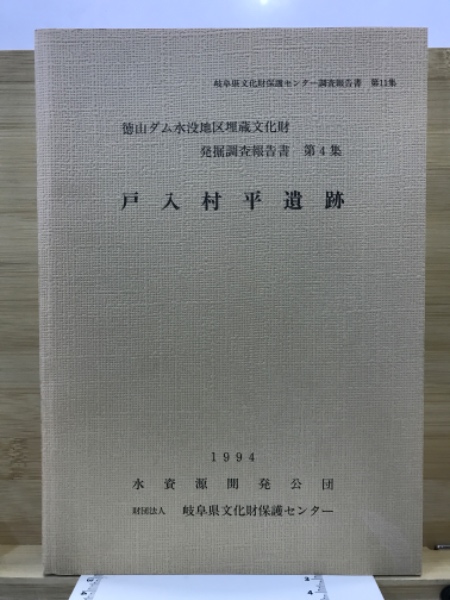 岐阜県文化財保護センター調査報告書　第11集
徳山ダム水没地区埋蔵文化財
発掘調査報告書　第4集
戸入村平遺跡
1994
水資源開発公団
財団法人　岐阜県文化財保護センター